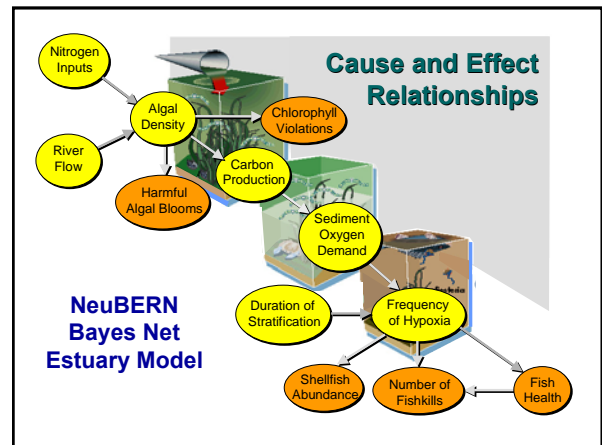 Cause and Effect
Relationships
Nitrogen
Inputs
Algal
Density
Chlorophyll
Violations
River
Flow
Carbon
Production
Harmful
Algal Blooms
Sediment
Oxygen
Demand
NeuBERN
Bayes Net
Estuary Model
Duration of
Stratification
Frequency
of Hypoxia
Shellfish
Abundance
Number of
Fishkills
Fish
Health